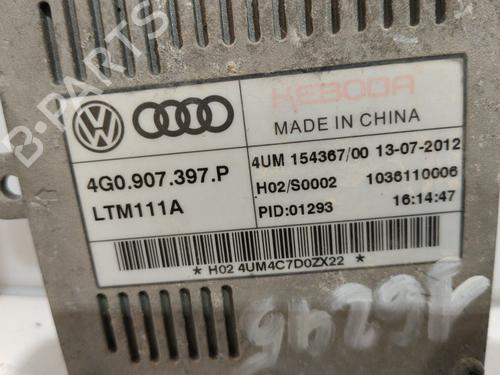 B-PARTS
KEBODA
MADE IN CHINA
4G0.907.397.P
LTM111A
4UM 154367/00 13-07-2012
H02/S0002 1036110006
PID:01293 16:14:47
* H02 4UM4C7D0ZX22 *